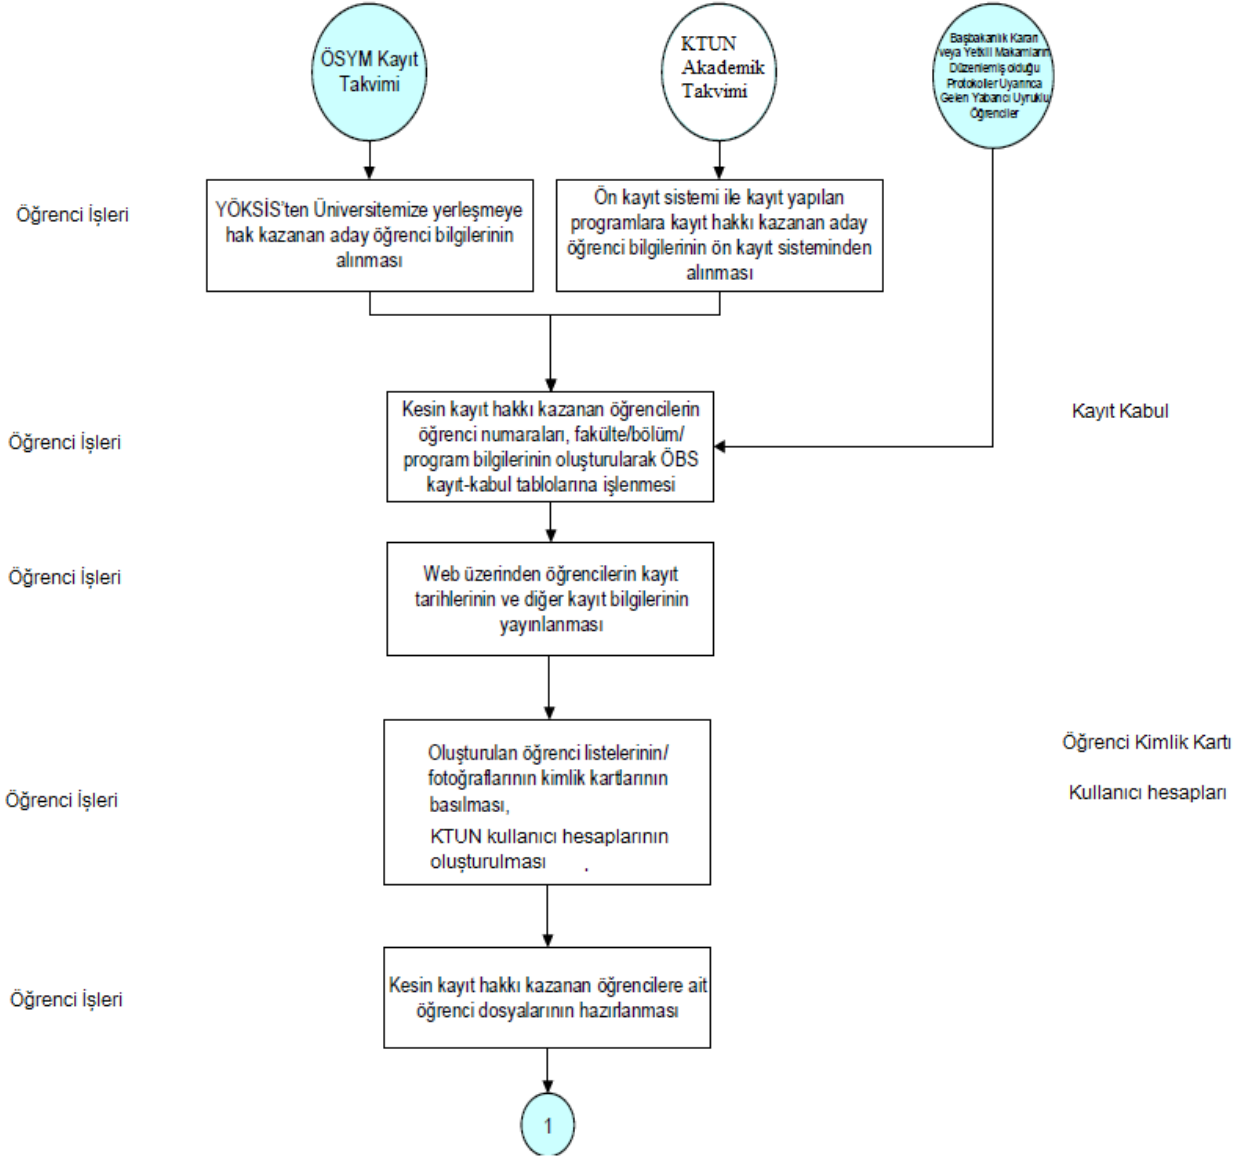 ÖSYM Kayıt
Takvimi
KTUN
Akademik
Takvimi
Başbakanlık Kararı
veya Yetkili Makamların
Düzenlemiş olduğu
Protokoller Uyarınca
Gelen Yabancı Uyruklu
Öğrenciler
Öğrenci İşleri
YÖKSİS'ten Üniversitemize yerleşmeye
hak kazanan aday öğrenci bilgilerinin
alınması
Ön kayıt sistemi ile kayıt yapılan
programlara kayıt hakkı kazanan aday
öğrenci bilgilerinin ön kayıt sisteminden
alınması
Öğrenci İşleri
Kesin kayıt hakkı kazanan öğrencilerin
öğrenci numaraları, fakülte/bölüm/
program bilgilerinin oluşturularak ÖBS
kayıt-kabul tablolarına işlenmesi
Kayıt Kabul
Öğrenci İşleri
Web üzerinden öğrencilerin kayıt
tarihlerinin ve diğer kayıt bilgilerinin
yayınlanması
Öğrenci İşleri
Oluşturulan öğrenci listelerinin/
fotoğraflarının kimlik kartlarının
basılması,
KTUN kullanıcı hesaplarının
oluşturulması .
Öğrenci Kimlik Kartı
Kullanıcı hesapları
Öğrenci İşleri
Kesin kayıt hakkı kazanan öğrencilere ait
öğrenci dosyalarının hazırlanması
1